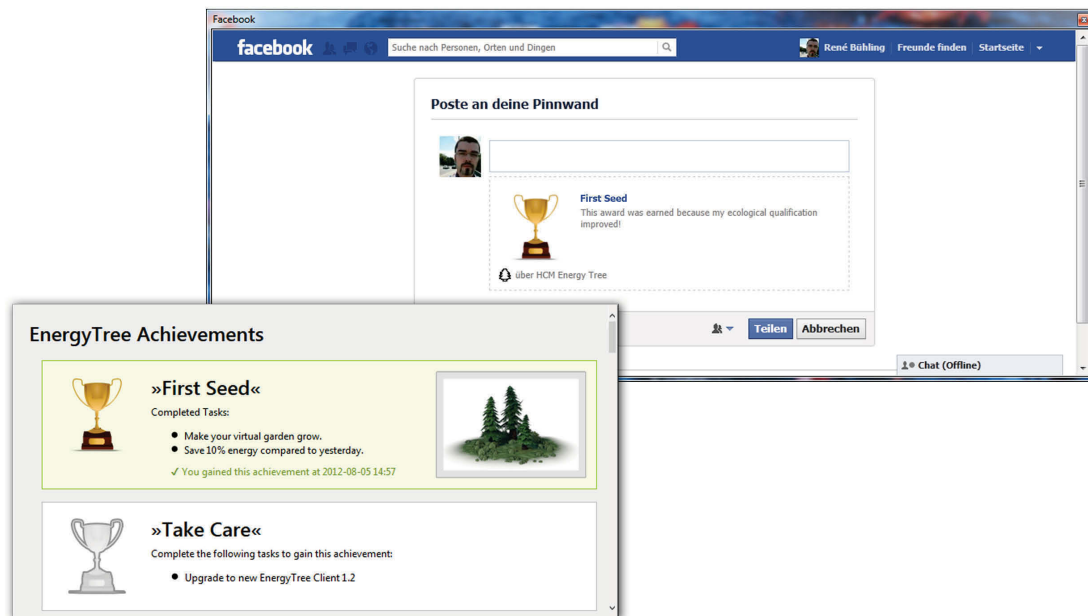 Facebook
facebook
Suche nach Personen, Orten und Dingen
René Bühling
Freunde finden
Startseite
Poste an deine Pinnwand
First Seed
This award was earned because my ecological qualification
improved!
über HCM Energy Tree
Teilen
Abbrechen
Chat (Offline)
EnergyTree Achievements
»First Seed«
Completed Tasks:
Make your virtual garden grow.
Save 10% energy compared to yesterday.
✓ You gained this achievement at 2012-08-05 14:57
»Take Care«
Complete the following tasks to gain this achievement:
Upgrade to new EnergyTree Client 1.2